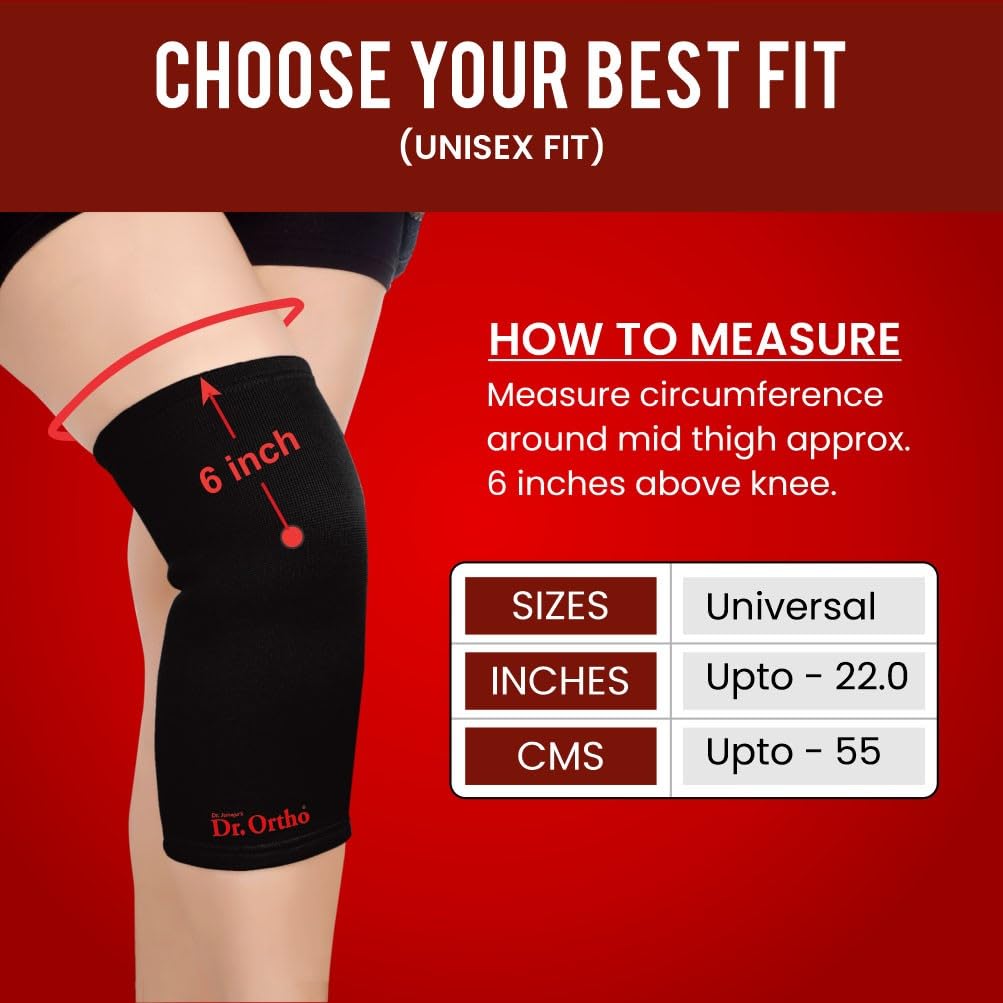 CHOOSE YOUR BEST FIT
(UNISEX FIT)
6 inch
HOW TO MEASURE
Measure circumference
around mid thigh approx.
6 inches above knee.
SIZES Universal
INCHES Upto - 22.0
CMS Upto - 55
Dr. Juneja's
Dr. Ortho®